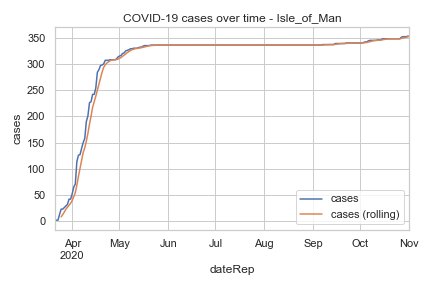 COVID-19 cases over time - Isle_of_Man
350
300
250
200
150
100
50
0
cases
cases
cases (rolling)
Apr May Jun Jul Aug Sep Oct Nov
2020
dateRep